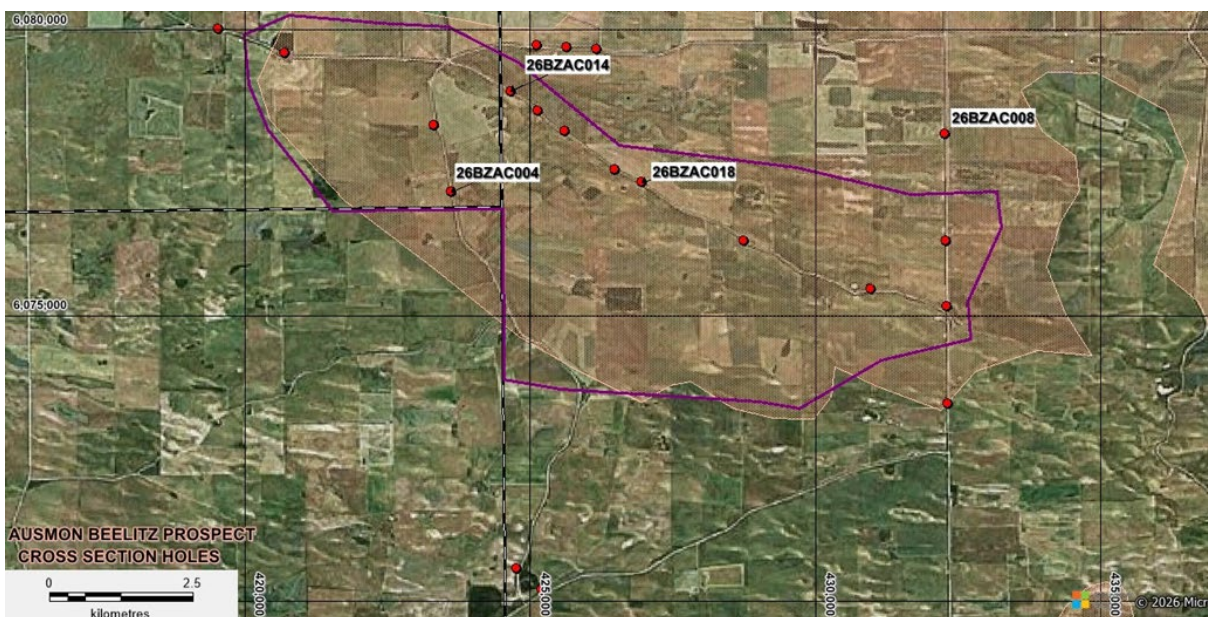 6,080,000
26BZAC014
26BZAC008
26BZAC004
26BZAC018
6,075,000
AUSMON BEELITZ PROSPECT
CROSS SECTION HOLES
0 2.5
kilometres
420,000
425,000
430,000
435,000
© 2026 Micr